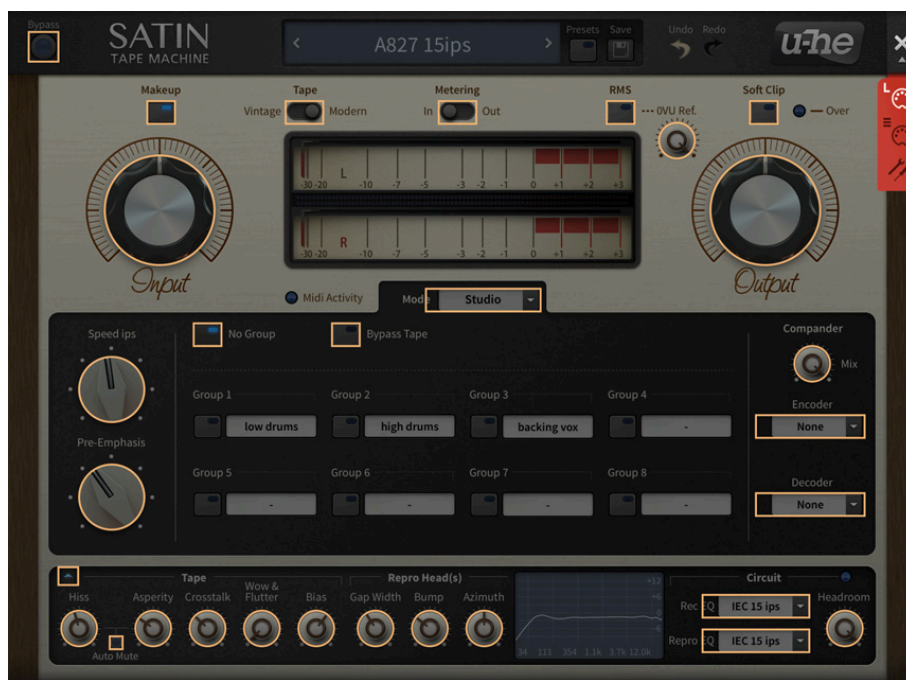 Bypass
SATIN
TAPE MACHINE
A827 15ips
Presets Save
Undo Redo
u-he
Makeup
Tape
Vintage Modern
Metering
In Out
RMS
OVU Ref.
Soft Clip
Over
L
-30 -20 -10 -7 -5 -3 -2 -1 0 +1 +2 +3
R
-30 -20 -10 -7 -5 -3 -2 -1 0 +1 +2 +3
Input
Output
Midi Activity
Mode Studio
Speed ips
No Group
Bypass Tape
Compander
Mix
Group 1 Group 2 Group 3 Group 4
Encoder
low drums high drums backing vox -
None
Pre-Emphasis
Group 5 Group 6 Group 7 Group 8
Decoder
- - - -
None
Tape
Repro Head(s)
Circuit
Hiss Asperity Crosstalk Wow & Flutter Bias Gap Width Bump Azimuth
+12
+6
0
-6
34 111 354 1.1k 3.7k 12.0k
Rec EQ IEC 15 ips
Headroom
Repro EQ IEC 15 ips
Auto Mute
L